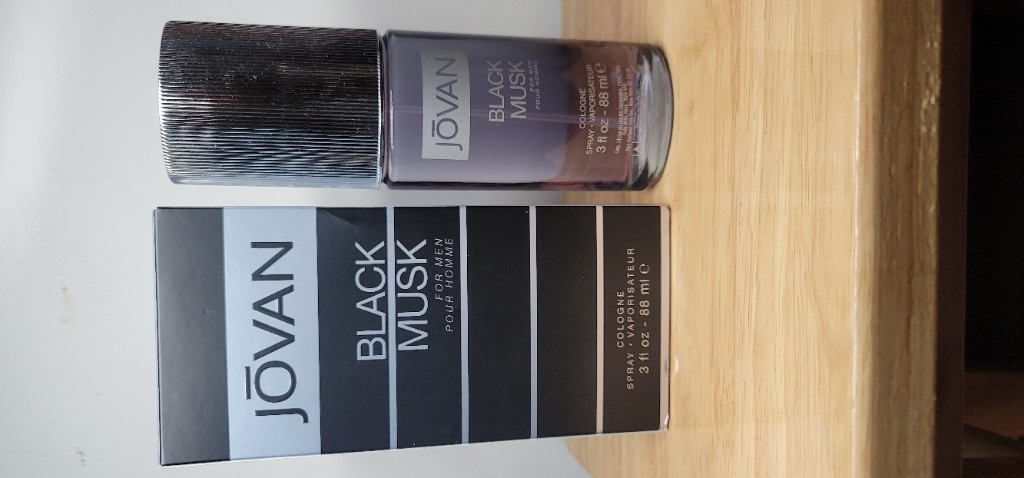 JŌVAN
BLACK
MUSK
FOR MEN
POUR HOMME
COLOGNE
SPRAY • VAPORISATEUR
3 fl oz - 88 ml ℮
JŌVAN
BLACK
MUSK
FOR MEN
POUR HOMME
COLOGNE
SPRAY • VAPORISATEUR
3 fl oz - 88 ml ℮